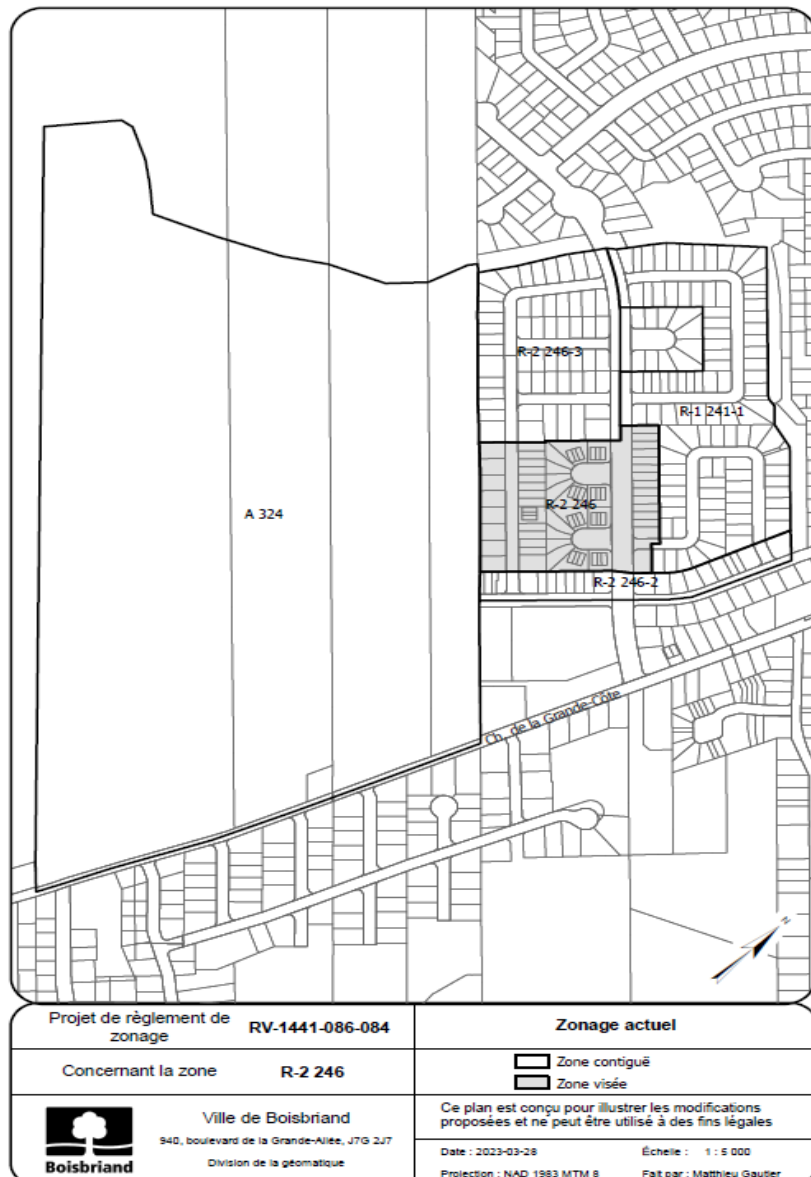 R-2 246-3
R-1 241-1
A 324
R-2 246
R-2 246-2
Ch. de la Grande-Côte
N
Projet de règlement de
zonage
RV-1441-086-084
Zonage actuel
Concernant la zone
R-2 246
Zone contiguë
Zone visée
Boisbriand
Ville de Boisbriand
940, boulevard de la Grande-Allée, J7G 2J7
Division de la géomatique
Ce plan est conçu pour illustrer les modifications
proposées et ne peut être utilisé à des fins légales
Date : 2023-03-28
Échelle : 1 : 5 000
Projection : NAD 1983 MTM 8
Fait par : Matthieu Gautier